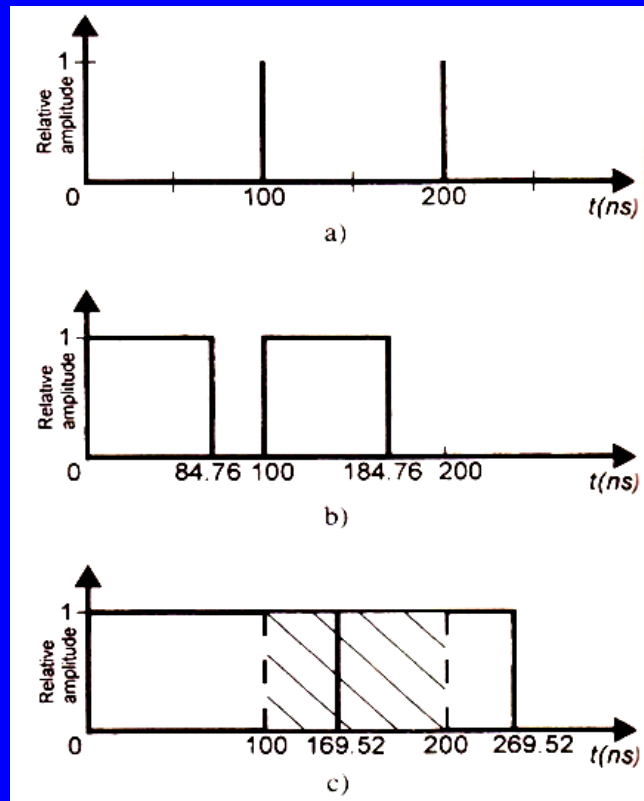 Relative
amplitude
1
0
100
200
t(ns)
a)
Relative
amplitude
1
0
84.76
100
184.76
200
t(ns)
b)
Relative
amplitude
1
0
100
169.52
200
269.52
t(ns)
c)